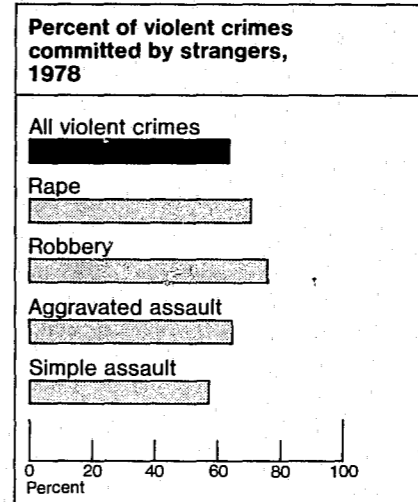 Percent of violent crimes
committed by strangers,
1978
All violent crimes
Rape
Robbery
Aggravated assault
Simple assault
0 20 40 60 80 100
Percent